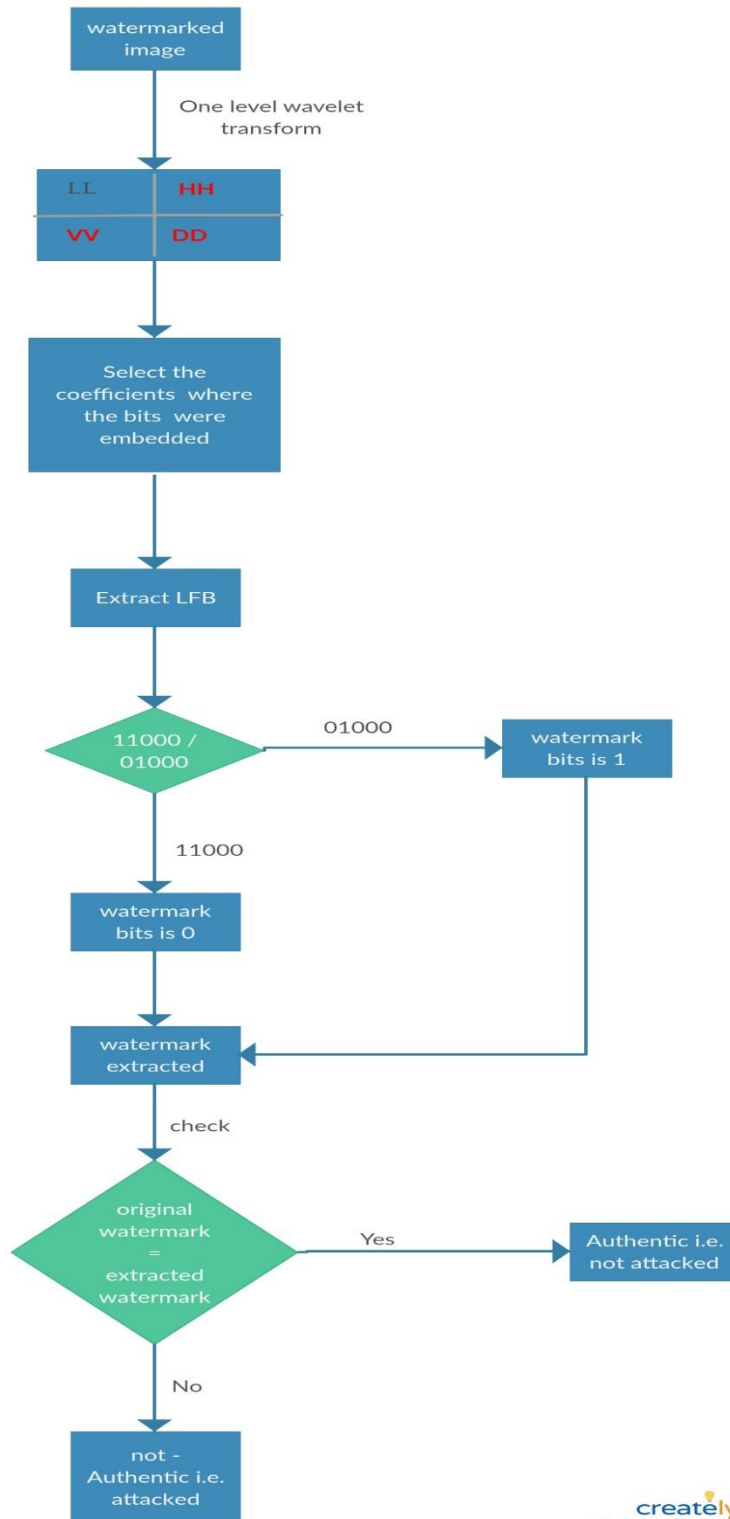 watermarked
image
One level wavelet
transform
LL
HH
VV
DD
Select the
coefficients where
the bits were
embedded
Extract LFB
11000 /
01000
01000
watermark
bits is 1
11000
watermark
bits is 0
watermark
extracted
check
original
watermark
=
extracted
watermark
Yes
Authentic i.e.
not attacked
No
not -
Authentic i.e.
attacked
creately